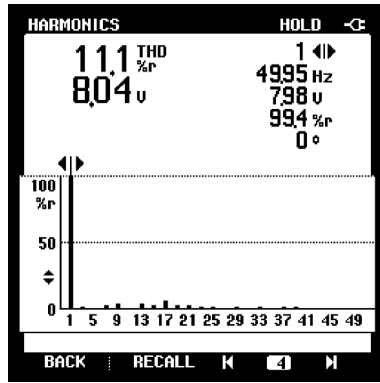 HARMONICS HOLD
11.1 THD %r
8.04 V
1
49.95 Hz
7.98 V
99.4 %r
0 °
100
%r
50
0
1 5 9 13 17 21 25 29 33 37 41 45 49
BACK RECALL 4